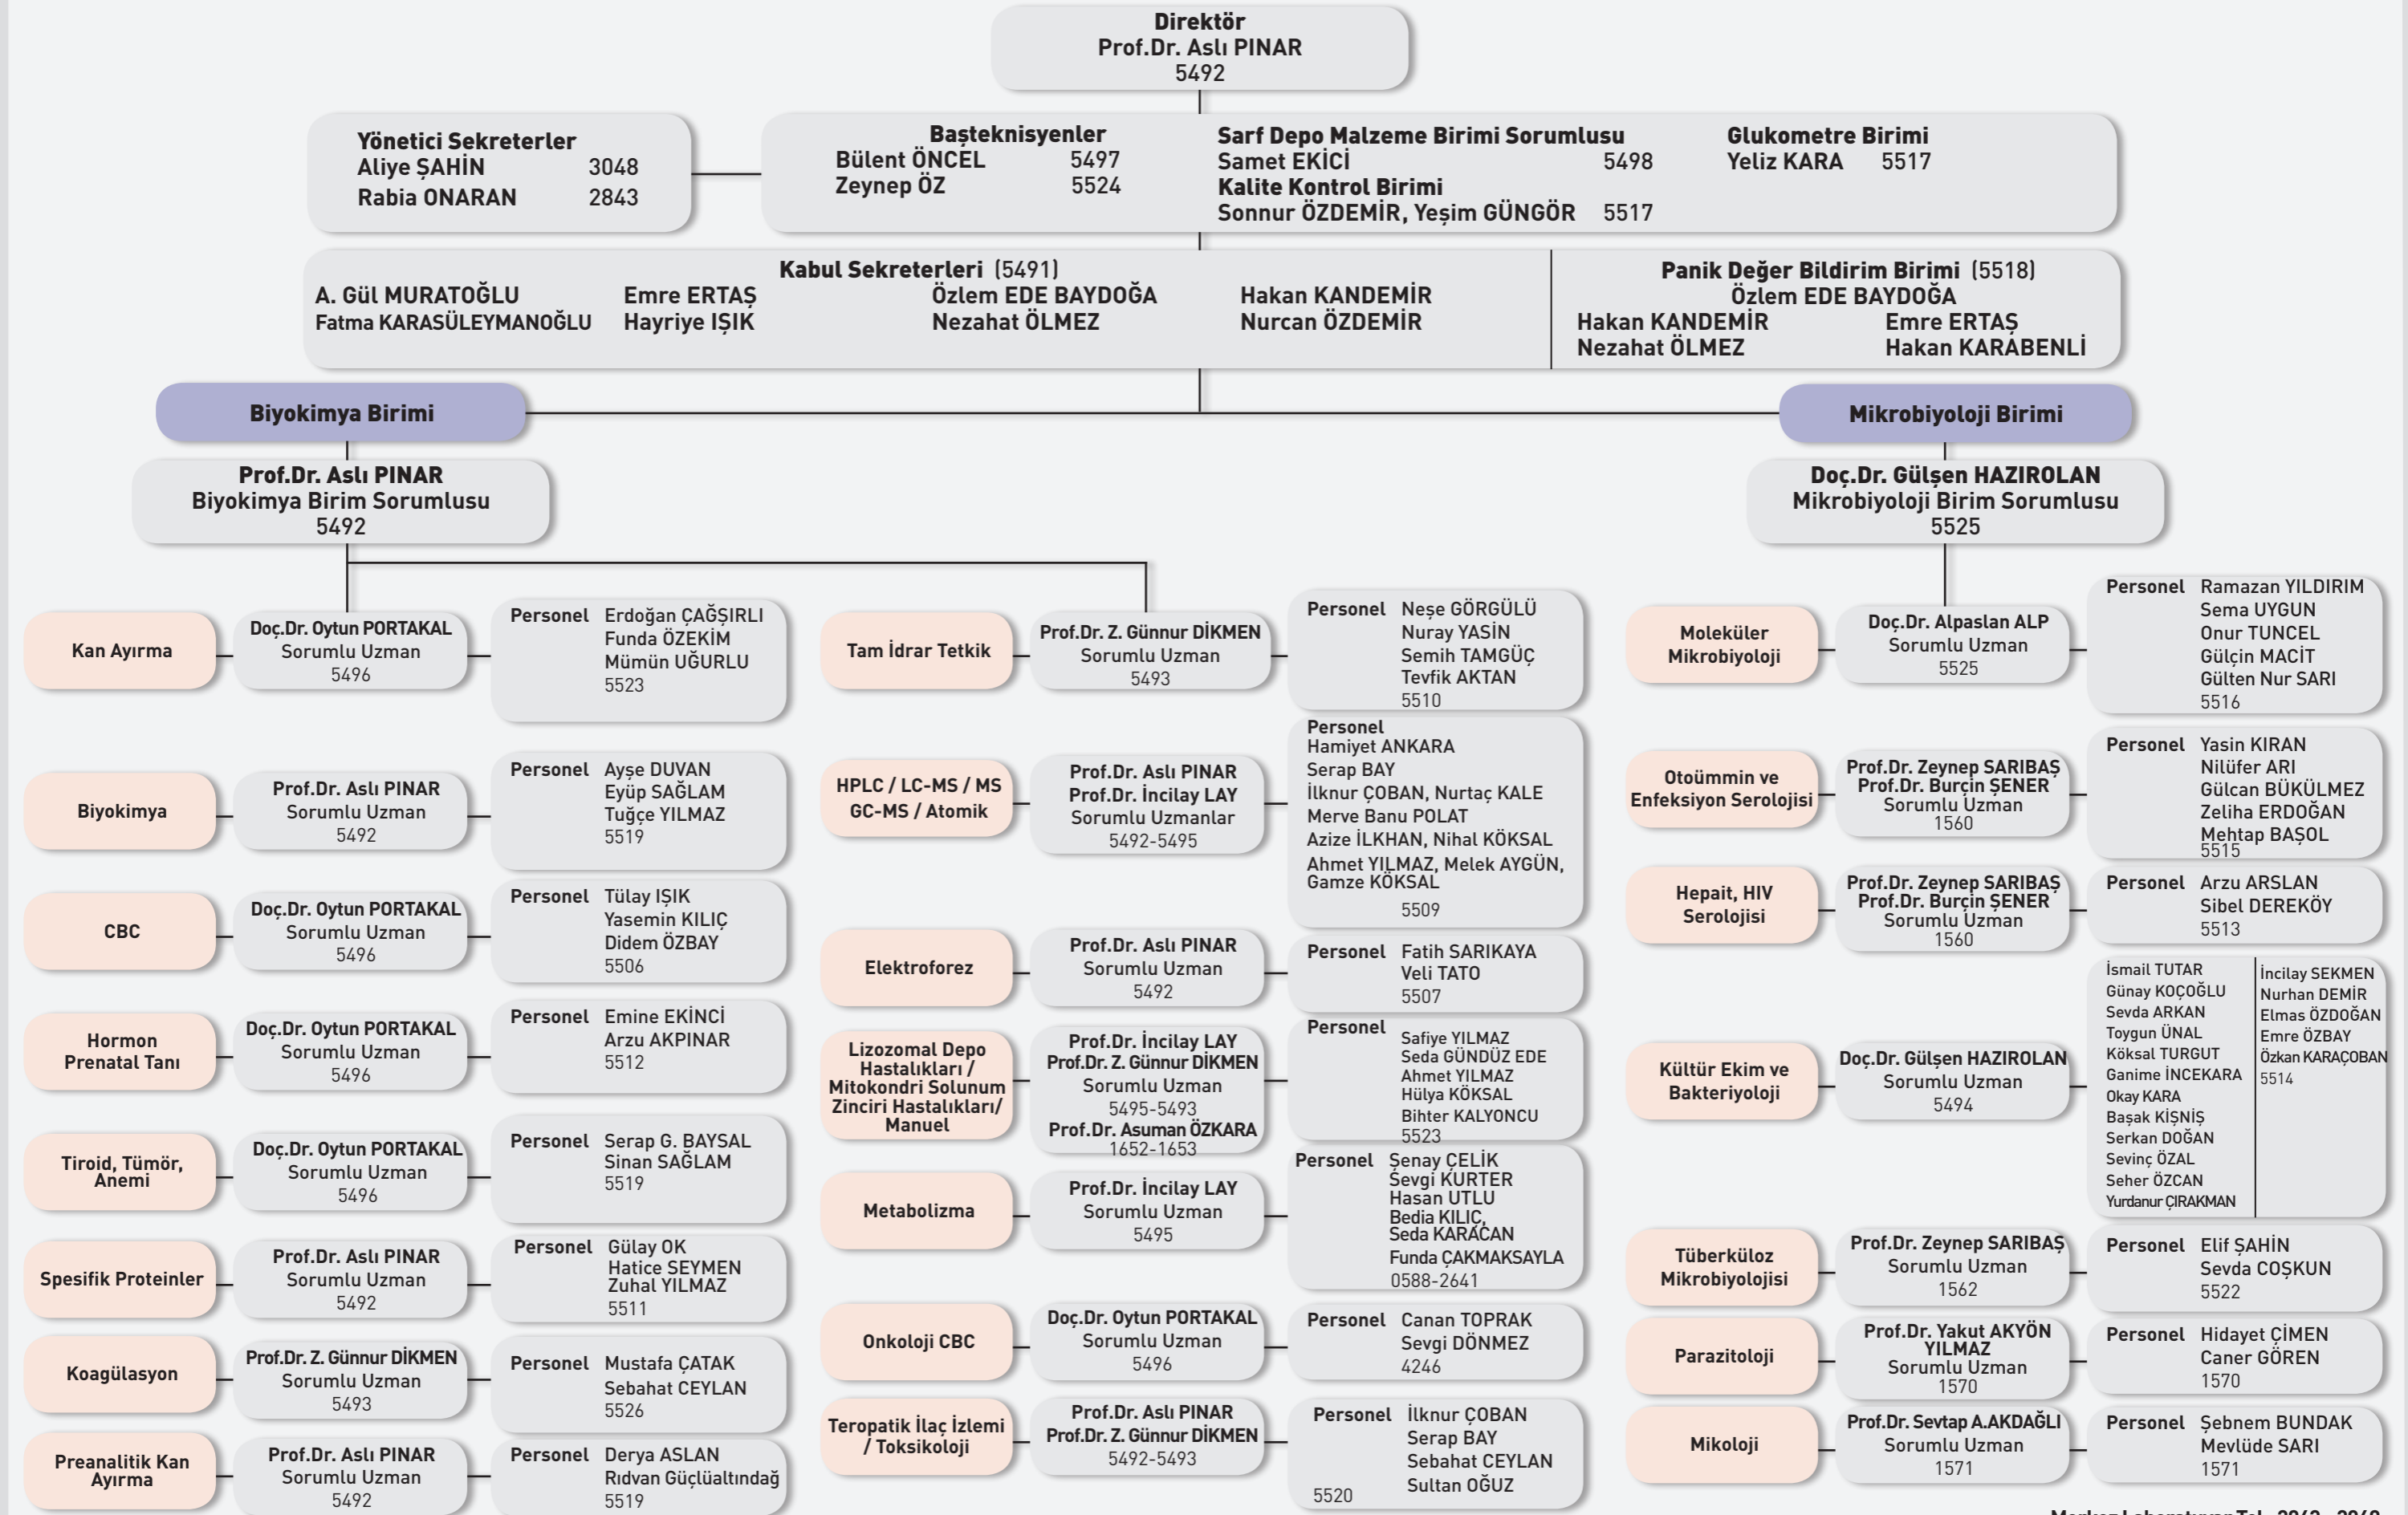 Direktör
Prof.Dr. Aslı PINAR
5492
Yönetici Sekreterler
Aliye ŞAHİN 3048
Rabia ONARAN 2843
Başteknisyenler
Bülent ÖNCEL 5497
Zeynep ÖZ 5524
Sarf Depo Malzeme Birimi Sorumlusu
Samet EKİCİ 5498
Kalite Kontrol Birimi
Sonnur ÖZDEMİR, Yeşim GÜNGÖR 5517
Glukometre Birimi
Yeliz KARA 5517
Kabul Sekreterleri (5491)
A. Gül MURATOĞLU Emre ERTAŞ Özlem EDE BAYDOĞA Hakan KANDEMİR
Fatma KARASÜLEYMANOĞLU Hayriye IŞIK Nezahat ÖLMEZ Nurcan ÖZDEMİR
Panik Değer Bildirim Birimi (5518)
Özlem EDE BAYDOĞA
Hakan KANDEMİR Emre ERTAŞ
Nezahat ÖLMEZ Hakan KARABENLİ
Biyokimya Birimi
Prof.Dr. Aslı PINAR
Biyokimya Birim Sorumlusu
5492
Kan Ayırma
Doç.Dr. Oytun PORTAKAL
Sorumlu Uzman
5496
Personel Erdoğan ÇAĞŞIRLI
Funda ÖZEKİM
Mümün UĞURLU
5523
Biyokimya
Prof.Dr. Aslı PINAR
Sorumlu Uzman
5492
Personel Ayşe DUVAN
Eyüp SAĞLAM
Tuğçe YILMAZ
5519
CBC
Doç.Dr. Oytun PORTAKAL
Sorumlu Uzman
5496
Personel Tülay IŞIK
Yasemin KILIÇ
Didem ÖZBAY
5506
Hormon
Prenatal Tanı
Doç.Dr. Oytun PORTAKAL
Sorumlu Uzman
5496
Personel Emine EKİNCİ
Arzu AKPINAR
5512
Tiroid, Tümör,
Anemi
Doç.Dr. Oytun PORTAKAL
Sorumlu Uzman
5496
Personel Serap G. BAYSAL
Sinan SAĞLAM
5519
Spesifik Proteinler
Prof.Dr. Aslı PINAR
Sorumlu Uzman
5492
Personel Gülay OK
Hatice SEYMEN
Zuhal YILMAZ
5511
Koagülasyon
Prof.Dr. Z. Günnur DİKMEN
Sorumlu Uzman
5493
Personel Mustafa ÇATAK
Sebahat CEYLAN
5526
Preanalitik Kan
Ayırma
Prof.Dr. Aslı PINAR
Sorumlu Uzman
5492
Personel Derya ASLAN
Rıdvan Güçlüaltındağ
5519
Tam İdrar Tetkik
Prof.Dr. Z. Günnur DİKMEN
Sorumlu Uzman
5493
Personel Neşe GÖRGÜLÜ
Nuray YASİN
Semih TAMGÜÇ
Tevfik AKTAN
5510
HPLC / LC-MS / MS
GC-MS / Atomik
Prof.Dr. Aslı PINAR
Prof.Dr. İncilay LAY
Sorumlu Uzmanlar
5492-5495
Personel
Hamiyet ANKARA
Serap BAY
İlknur ÇOBAN, Nurtaç KALE
Merve Banu POLAT
Azize İLKHAN, Nihal KÖKSAL
Ahmet YILMAZ, Melek AYGÜN,
Gamze KÖKSAL
5509
Elektroforez
Prof.Dr. Aslı PINAR
Sorumlu Uzman
5492
Personel Fatih SARIKAYA
Veli TATO
5507
Lizozomal Depo
Hastalıkları /
Mitokondri Solunum
Zinciri Hastalıkları/
Manuel
Prof.Dr. İncilay LAY
Prof.Dr. Z. Günnur DİKMEN
Sorumlu Uzman
5495-5493
Prof.Dr. Asuman ÖZKARA
1652-1653
Personel
Safiye YILMAZ
Seda GÜNDÜZ EDE
Ahmet YILMAZ
Hülya KÖKSAL
Bihter KALYONCU
5523
Metabolizma
Prof.Dr. İncilay LAY
Sorumlu Uzman
5495
Personel Şenay ÇELİK
Sevgi KURTER
Hasan UTLU
Bedia KILIÇ,
Seda KARACAN
Funda ÇAKMAKSAYLA
0588-2641
Onkoloji CBC
Doç.Dr. Oytun PORTAKAL
Sorumlu Uzman
5496
Personel Canan TOPRAK
Sevgi DÖNMEZ
4246
Teropatik İlaç İzlemi
/ Toksikoloji
Prof.Dr. Aslı PINAR
Prof.Dr. Z. Günnur DİKMEN
5492-5493
Personel İlknur ÇOBAN
Serap BAY
Sebahat CEYLAN
Sultan OĞUZ
5520
Mikrobiyoloji Birimi
Doç.Dr. Gülşen HAZIROLAN
Mikrobiyoloji Birim Sorumlusu
5525
Moleküler
Mikrobiyoloji
Doç.Dr. Alpaslan ALP
Sorumlu Uzman
5525
Personel Ramazan YILDIRIM
Sema UYGUN
Onur TUNCEL
Gülçin MACİT
Gülten Nur SARI
5516
Otoümmin ve
Enfeksiyon Serolojisi
Prof.Dr. Zeynep SARIBAŞ
Prof.Dr. Burçin ŞENER
Sorumlu Uzman
1560
Personel Yasin KIRAN
Nilüfer ARI
Gülcan BÜKÜLMEZ
Zeliha ERDOĞAN
Mehtap BAŞOL
5515
Hepait, HIV
Serolojisi
Prof.Dr. Zeynep SARIBAŞ
Prof.Dr. Burçin ŞENER
Sorumlu Uzman
1560
Personel Arzu ARSLAN
Sibel DEREKÖY
5513
Kültür Ekim ve
Bakteriyoloji
Doç.Dr. Gülşen HAZIROLAN
Sorumlu Uzman
5494
İsmail TUTAR
Günay KOÇOĞLU
Sevda ARKAN
Toygun ÜNAL
Köksal TURGUT
Ganime İNCEKARA
Okay KARA
Başak KİŞNİŞ
Serkan DOĞAN
Sevinç ÖZAL
Seher ÖZCAN
Yurdanur ÇIRAKMAN
İncilay SEKMEN
Nurhan DEMİR
Elmas ÖZDOĞAN
Emre ÖZBAY
Özkan KARAÇOBAN
5514
Tüberküloz
Mikrobiyolojisi
Prof.Dr. Zeynep SARIBAŞ
Sorumlu Uzman
1562
Personel Elif ŞAHİN
Sevda COŞKUN
5522
Parazitoloji
Prof.Dr. Yakut AKYÖN
YILMAZ
Sorumlu Uzman
1570
Personel Hidayet ÇİMEN
Caner GÖREN
1570
Mikoloji
Prof.Dr. Sevtap A.AKDAĞLI
Sorumlu Uzman
1571
Personel Şebnem BUNDAK
Mevlüde SARI
1571